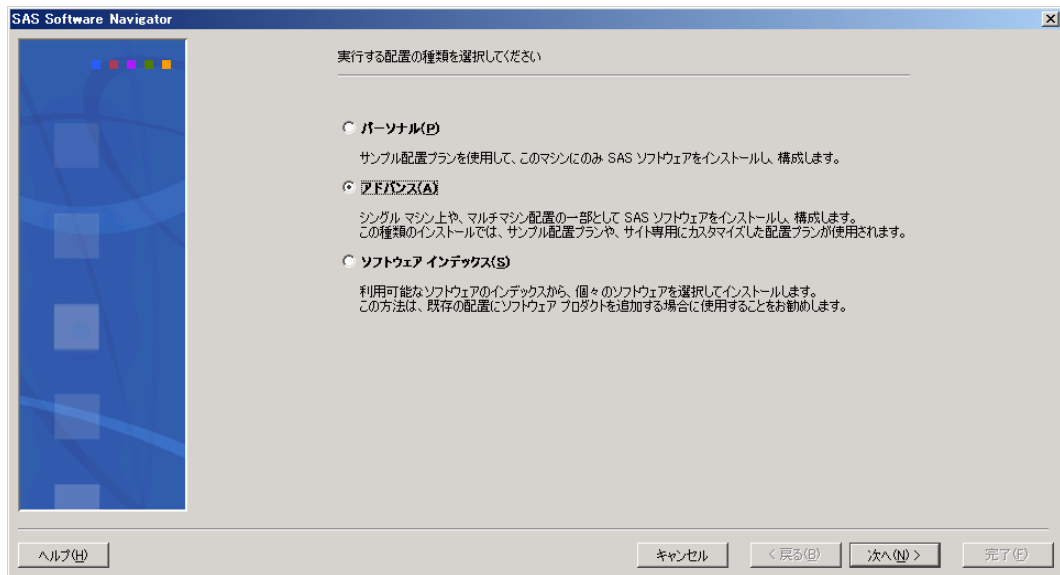 SAS Software Navigator
実行する配置の種類を選択してください
パーソナル(P)
サンプル配置プランを使用して、このマシンにのみ SAS ソフトウェアをインストールし、構成します。
アドバンス(A)
シングル マシン上や、マルチマシン配置の一部として SAS ソフトウェアをインストールし、構成します。
この種類のインストールでは、サンプル配置プランや、サイト専用にカスタマイズした配置プランが使用されます。
ソフトウェア インデックス(S)
利用可能なソフトウェアのインデックスから、個々のソフトウェアを選択してインストールします。
この方法は、既存の配置にソフトウェア プロダクトを追加する場合に使用することをお勧めします。
ヘルプ(H) キャンセル < 戻る(B) 次へ(N) > 完了(F)